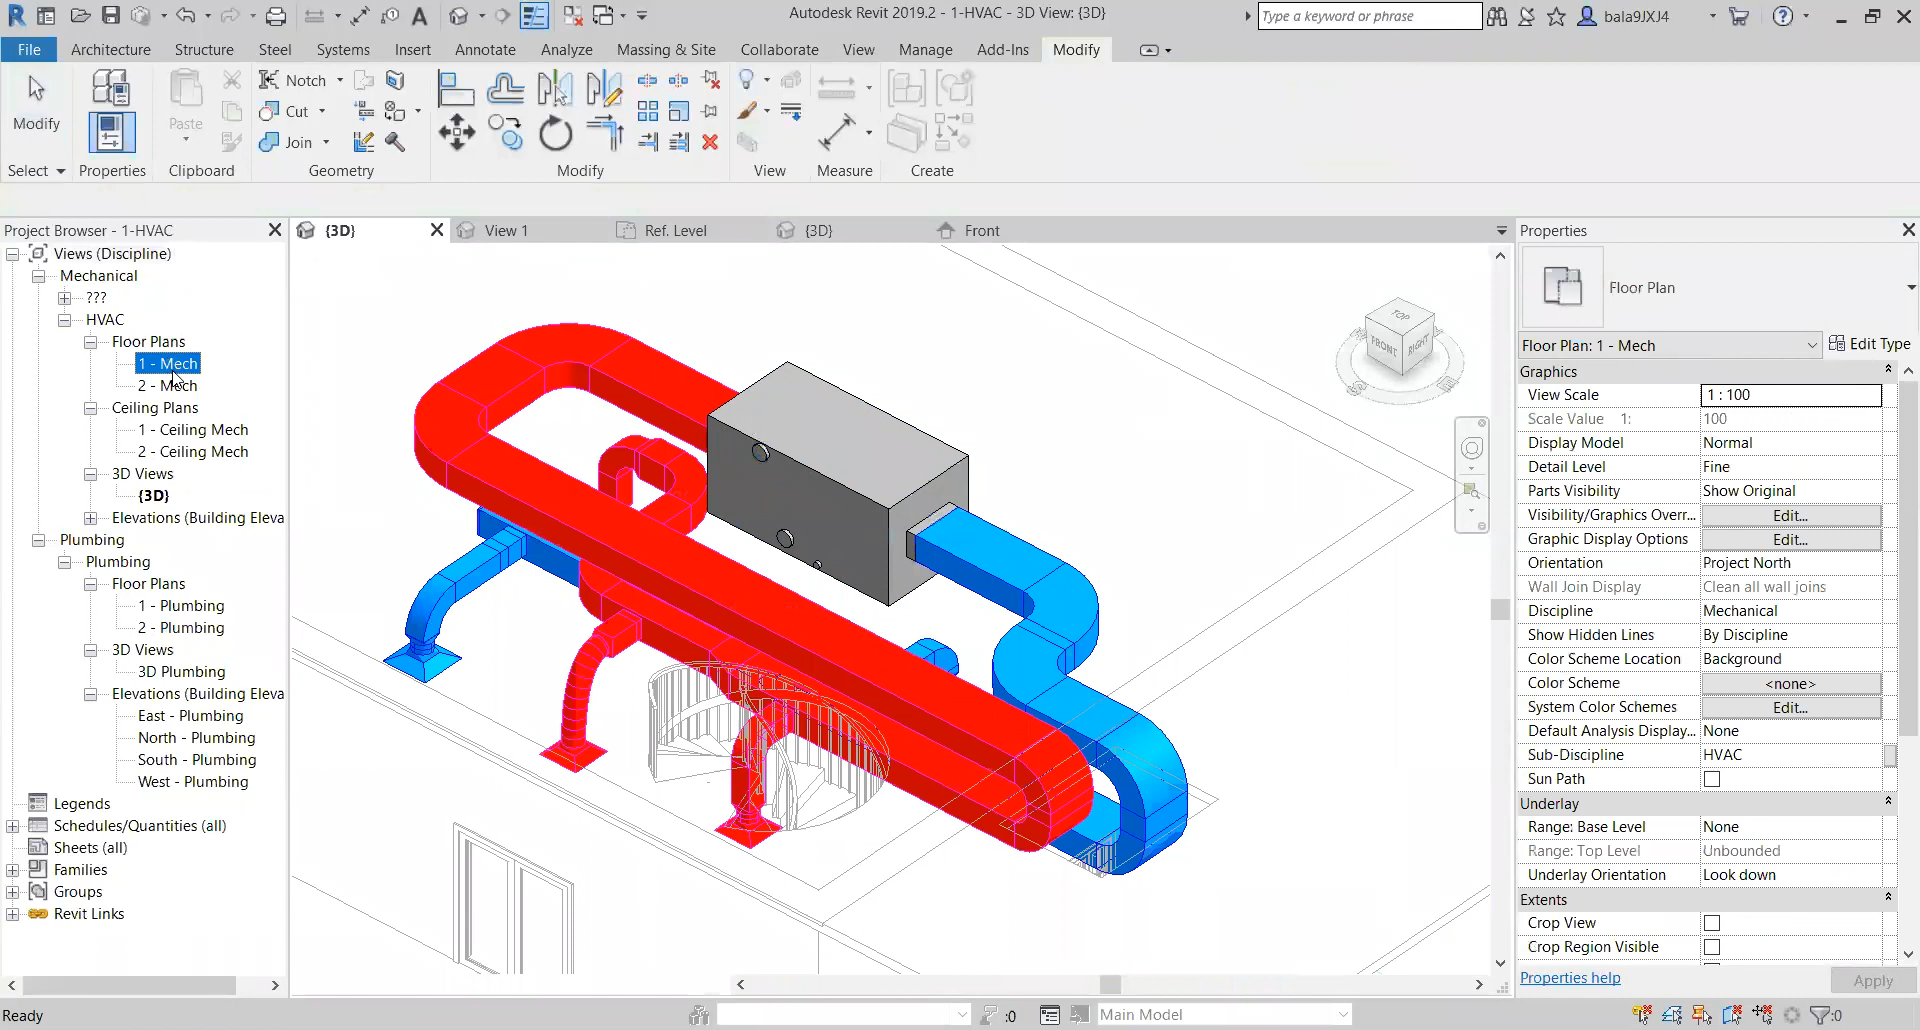 Autodesk Revit 2019.2 - 1-HVAC - 3D View: {3D}
Type a keyword or phrase
bala9JXJ4
File
Architecture
Structure
Steel
Systems
Insert
Annotate
Analyze
Massing & Site
Collaborate
View
Manage
Add-Ins
Modify
Modify
Paste
Notch
Cut
Join
Select
Properties
Clipboard
Geometry
Modify
View
Measure
Create
Project Browser - 1-HVAC
Views (Discipline)
Mechanical
???
HVAC
Floor Plans
1 - Mech
2 - Mech
Ceiling Plans
1 - Ceiling Mech
2 - Ceiling Mech
3D Views
{3D}
Elevations (Building Eleva
Plumbing
Plumbing
Floor Plans
1 - Plumbing
2 - Plumbing
3D Views
3D Plumbing
Elevations (Building Eleva
East - Plumbing
North - Plumbing
South - Plumbing
West - Plumbing
Legends
Schedules/Quantities (all)
Sheets (all)
Families
Groups
Revit Links
{3D}
View 1
Ref. Level
{3D}
Front
TOP
FRONT
RIGHT
Properties
Floor Plan
Floor Plan: 1 - Mech
Edit Type
Graphics
View Scale 1 : 100
Scale Value 1: 100
Display Model Normal
Detail Level Fine
Parts Visibility Show Original
Visibility/Graphics Overr... Edit...
Graphic Display Options Edit...
Orientation Project North
Wall Join Display Clean all wall joins
Discipline Mechanical
Show Hidden Lines By Discipline
Color Scheme Location Background
Color Scheme <none>
System Color Schemes Edit...
Default Analysis Display... None
Sub-Discipline HVAC
Sun Path
Underlay
Range: Base Level None
Range: Top Level Unbounded
Underlay Orientation Look down
Extents
Crop View
Crop Region Visible
Properties help
Apply
Ready
:0
Main Model
:0